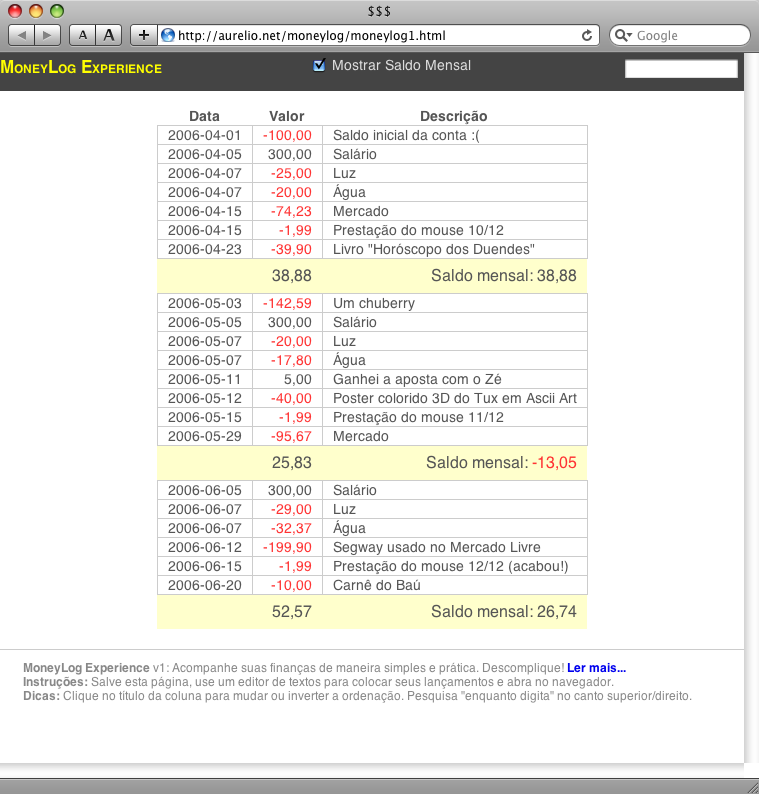 $$$
A A + http://aurelio.net/moneylog/moneylog1.html Google
MoneyLog Experience Mostrar Saldo Mensal
Data Valor Descrição
2006-04-01 -100,00 Saldo inicial da conta :(
2006-04-05 300,00 Salário
2006-04-07 -25,00 Luz
2006-04-07 -20,00 Água
2006-04-15 -74,23 Mercado
2006-04-15 -1,99 Prestação do mouse 10/12
2006-04-23 -39,90 Livro "Horóscopo dos Duendes"
38,88 Saldo mensal: 38,88
2006-05-03 -142,59 Um chuberry
2006-05-05 300,00 Salário
2006-05-07 -20,00 Luz
2006-05-07 -17,80 Água
2006-05-11 5,00 Ganhei a aposta com o Zé
2006-05-12 -40,00 Poster colorido 3D do Tux em Ascii Art
2006-05-15 -1,99 Prestação do mouse 11/12
2006-05-29 -95,67 Mercado
25,83 Saldo mensal: -13,05
2006-06-05 300,00 Salário
2006-06-07 -29,00 Luz
2006-06-07 -32,37 Água
2006-06-12 -199,90 Segway usado no Mercado Livre
2006-06-15 -1,99 Prestação do mouse 12/12 (acabou!)
2006-06-20 -10,00 Carnê do Baú
52,57 Saldo mensal: 26,74
MoneyLog Experience v1: Acompanhe suas finanças de maneira simples e prática. Descomplique! Ler mais...
Instruções: Salve esta página, use um editor de textos para colocar seus lançamentos e abra no navegador.
Dicas: Clique no título da coluna para mudar ou inverter a ordenação. Pesquisa "enquanto digita" no canto superior/direito.